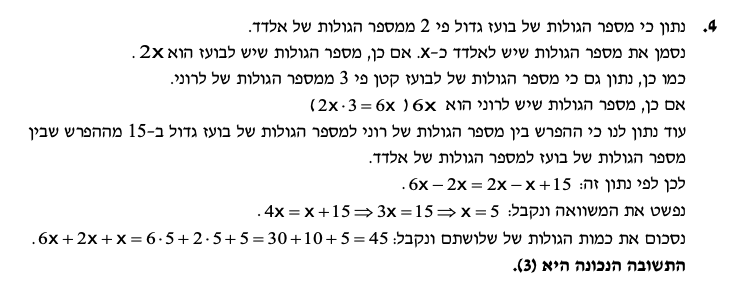 4. נתון כי מספר הגולות של בועז גדול פי 2 ממספר הגולות של אלדד.
נסמן את מספר הגולות שיש לאלדד כ-x. אם כן, מספר הגולות שיש לבועז הוא 2x.
כמו כן, נתון גם כי מספר הגולות של לבועז קטן פי 3 ממספר הגולות של לרוני.
אם כן, מספר הגולות שיש לרוני הוא 6x (2x·3=6x)
עוד נתון לנו כי ההפרש בין מספר הגולות של רוני למספר הגולות של בועז גדול ב-15 מההפרש שבין
מספר הגולות של בועז למספר הגולות של אלדד.
לכן לפי נתון זה: 6x−2x=2x−x+15.
נפשט את המשוואה ונקבל: 4x=x+15⇒3x=15⇒x=5.
נסכום את כמות הגולות של שלושתם ונקבל: 6x+2x+x=6·5+2·5+5=30+10+5=45.
התשובה הנכונה היא (3).